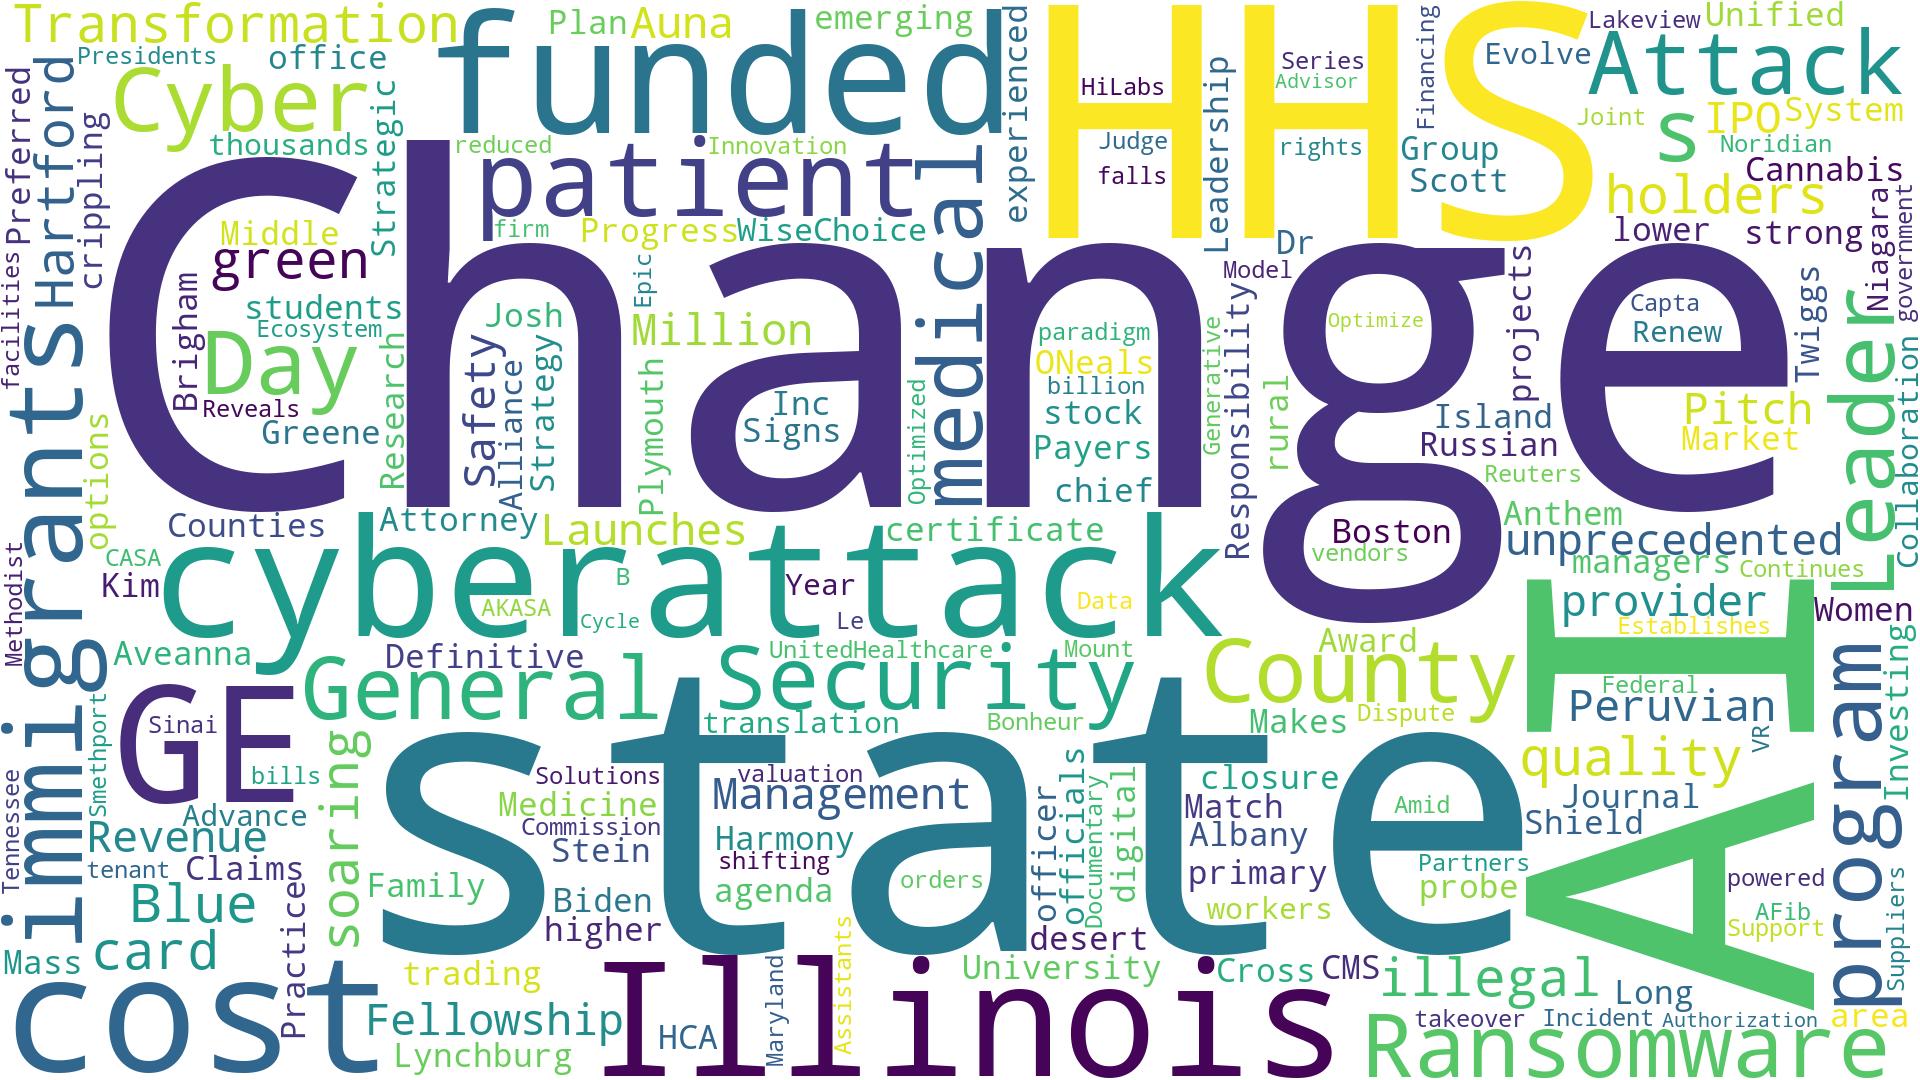 Transformation
Presidents
office
Cyber
thousands
Preferred
Hartford
crippling
Strategic
funded
Plan
Auna
emerging
reduced
Innovation
patient
firm
Progress
WiseChoice
medical
experienced
HHS
HiLabs
Judge
falls
Leadership
Series
Advisor
rights
Financing
Group
Scott
Evolve
Lakeview
Unified
Attack
Joint
s
IPO
System
Noridian
Cannabis
holders
lower
strong
Niagara
government
Dr
Model
Change
Middle
green
Brigham
students
Ecosystem
Day
Reveals
Greene
Research
facilities
options
Safety
Josh
Alliance
Strategy
Epic
Million
Plymouth
Inc
Signs
Optimized
paradigm
ONeals
billion
stock
Payers
chief
Generative
Responsibility
rural
Optimize
projects
Island
Russian
Reuters
Capta
Renew
Pitch
Market
Twiggs
Leader
Collaboration
Boston
vendors
Anthem
unprecedented
managers
Continues
immigrants
Counties
Attorney
Launches
certificate
CASA
Kim
Methodist
cyberattack
B
AKASA
Cycle
Year
Le
Data
Aveanna
Definitive
UnitedHealthcare
Mount
Security
General
translation
Bonheur
County
Award
Makes
Dispute
AI
provider
Establishes
Women
Federal
Peruvian
VR
program
Investing
GE
Sinai
bills
Smethport
Tennessee
Advance
Revenue
tenant
Claims
soaring
state
Solutions
Medicine
Commission
Stein
valuation
Management
Harmony
shifting
agenda
orders
officer
officials
Documentary
digital
closure
Match
Albany
primary
workers
Amid
Partners
probe
quality
Journal
Shield
powered
AFib
Support
Suppliers
Blue
card
Mass
Practice
Family
Biden
higher
desert
trading
Fellowship
Lynchburg
cost
Illinois
HCA
Maryland
Assistants
University
Cross
CMS
illegal
Long
takeover
Incident
Authorization
area
Ransomware